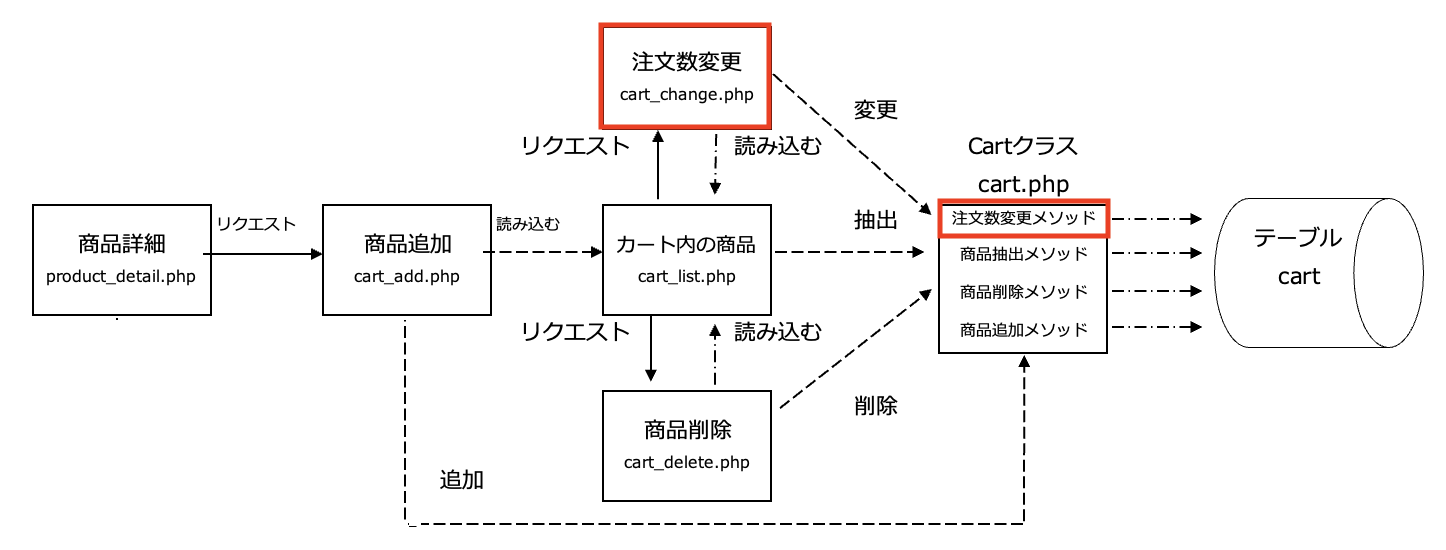 注文数変更
cart_change.php
変更
リクエスト
読み込む
Cartクラス
cart.php
商品詳細
product_detail.php
リクエスト
商品追加
cart_add.php
読み込む
カート内の商品
cart_list.php
抽出
注文数変更メソッド
商品抽出メソッド
商品削除メソッド
商品追加メソッド
テーブル
cart
リクエスト
読み込む
商品削除
cart_delete.php
削除
追加